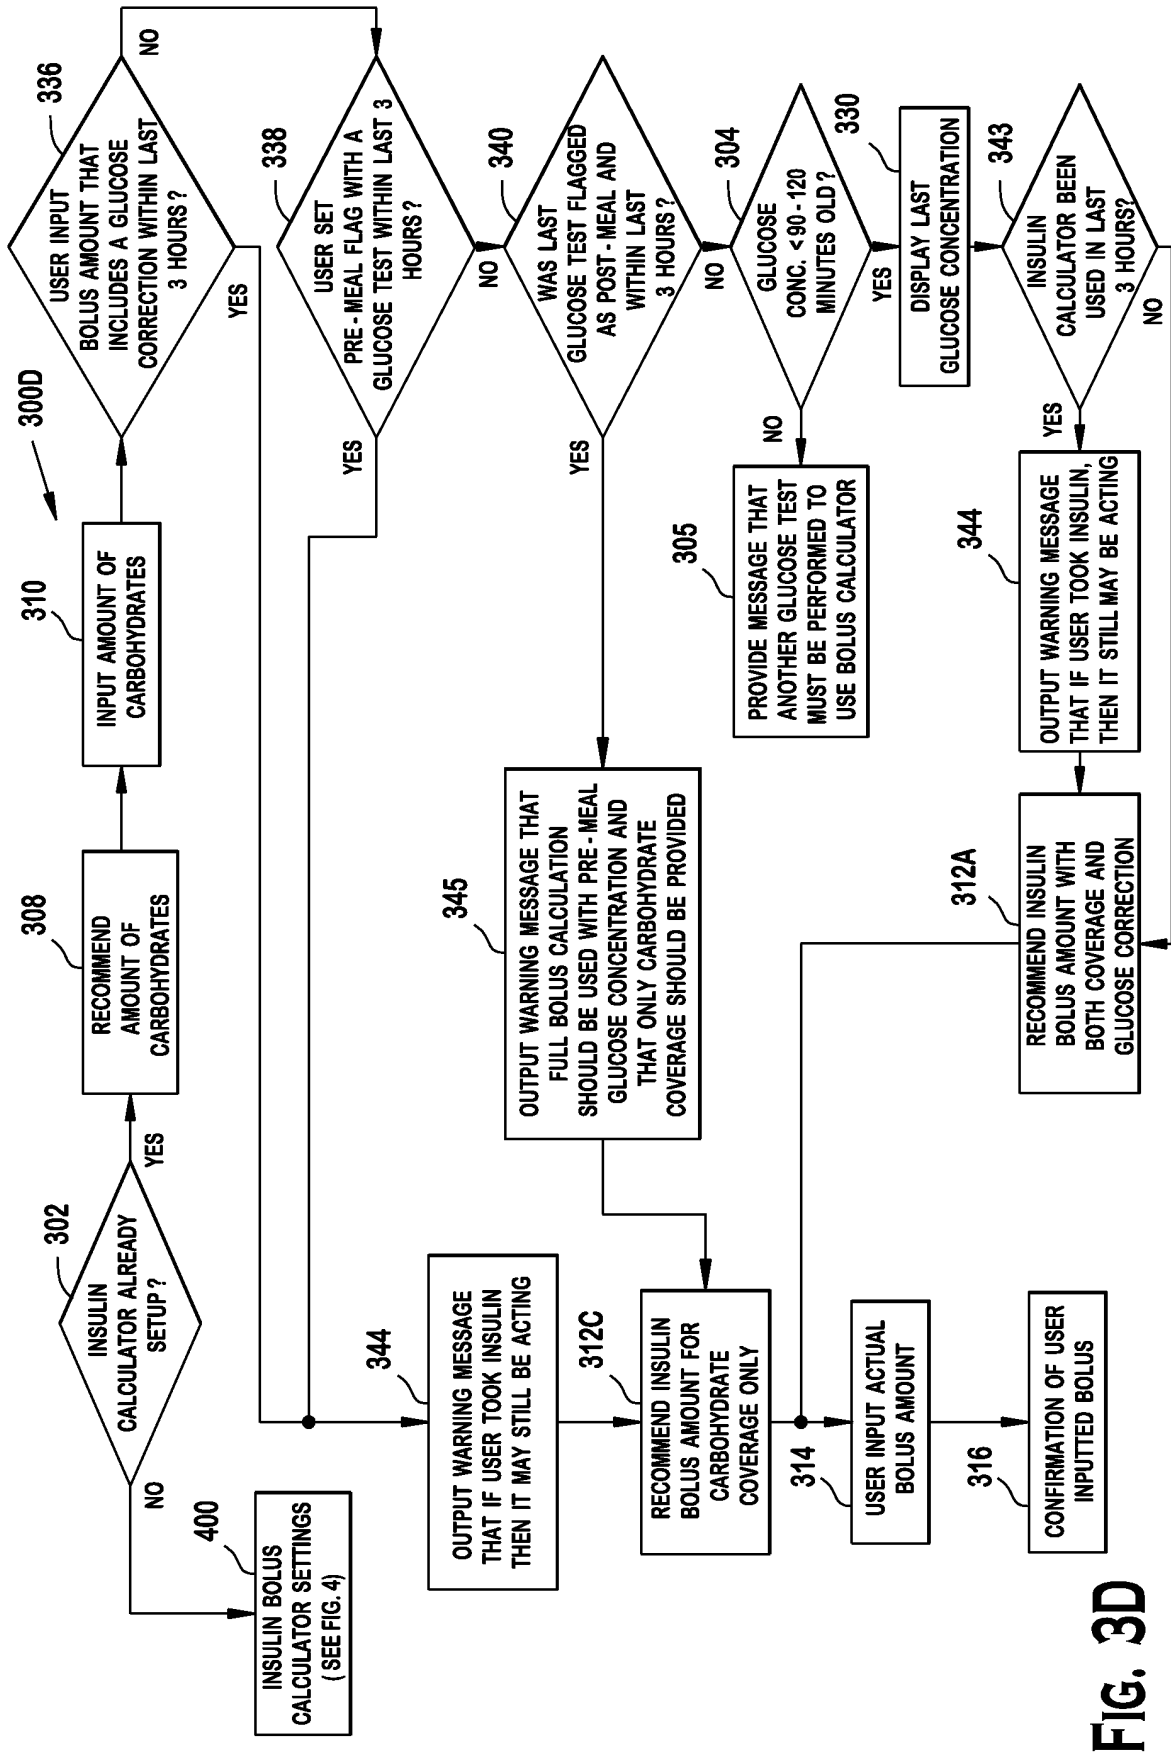 300D
302
INSULIN
CALCULATOR ALREADY
SETUP?
YES
NO
400
INSULIN BOLUS
CALCULATOR SETTINGS
(SEE FIG. 4)
308
RECOMMEND
AMOUNT OF
CARBOHYDRATES
310
INPUT AMOUNT OF
CARBOHYDRATES
336
USER INPUT
BOLUS AMOUNT THAT
INCLUDES A GLUCOSE
CORRECTION WITHIN LAST
3 HOURS?
NO
YES
338
USER SET
PRE-MEAL FLAG WITH A
GLUCOSE TEST WITHIN LAST 3
HOURS?
YES
NO
340
WAS LAST
GLUCOSE TEST FLAGGED
AS POST-MEAL AND
WITHIN LAST
3 HOURS?
YES
NO
304
GLUCOSE
CONC. <90-120
MINUTES OLD?
NO
YES
305
PROVIDE MESSAGE THAT
ANOTHER GLUCOSE TEST
MUST BE PERFORMED TO
USE BOLUS CALCULATOR
330
DISPLAY LAST
GLUCOSE CONCENTRATION
343
INSULIN
CALCULATOR BEEN
USED IN LAST
3 HOURS?
YES
NO
344
OUTPUT WARNING MESSAGE
THAT IF USER TOOK INSULIN,
THEN IT STILL MAY BE ACTING
312A
RECOMMEND INSULIN
BOLUS AMOUNT WITH
BOTH COVERAGE AND
GLUCOSE CORRECTION
345
OUTPUT WARNING MESSAGE THAT
FULL BOLUS CALCULATION
SHOULD BE USED WITH PRE-MEAL
GLUCOSE CONCENTRATION AND
THAT ONLY CARBOHYDRATE
COVERAGE SHOULD BE PROVIDED
344
OUTPUT WARNING MESSAGE
THAT IF USER TOOK INSULIN
THEN IT MAY STILL BE ACTING
312C
RECOMMEND INSULIN
BOLUS AMOUNT FOR
CARBOHYDRATE
COVERAGE ONLY
314
USER INPUT ACTUAL
BOLUS AMOUNT
316
CONFIRMATION OF USER
INPUTTED BOLUS
FIG. 3D